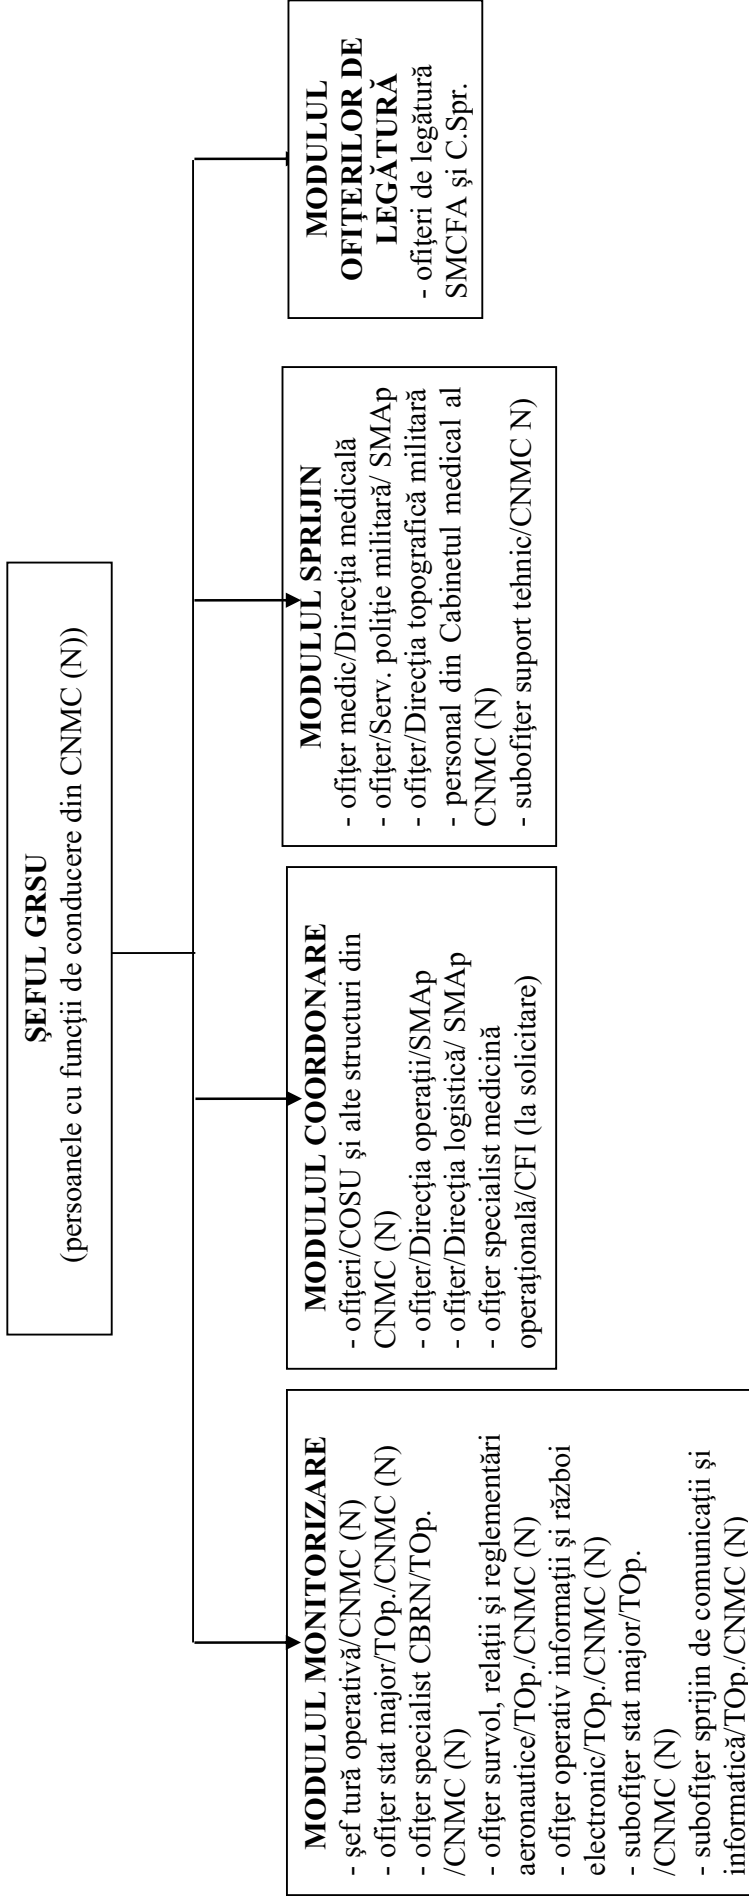 ŞEFUL GRSU
(persoanele cu funcţii de conducere din CNMC (N))
MODULUL MONITORIZARE
- şef tură operativă/CNMC (N)
- ofiţer stat major/TOp./CNMC (N)
- ofiţer specialist CBRN/TOp.
/CNMC (N)
- ofiţer survol, relaţii şi reglementări
aeronautice/TOp./CNMC (N)
- ofiţer operativ informaţii şi război
electronic/TOp./CNMC (N)
- subofiţer stat major/TOp.
/CNMC (N)
- subofiţer sprijin de comunicaţii şi
informatică/TOp./CNMC (N)
MODULUL COORDONARE
- ofiţeri/COSU şi alte structuri din
CNMC (N)
- ofiţer/Direcţia operaţii/SMAp
- ofiţer/Direcţia logistică/ SMAp
- ofiţer specialist medicină
operaţională/CFI (la solicitare)
MODULUL SPRIJIN
- ofiţer medic/Direcţia medicală
- ofiţer/Serv. poliţie militară/ SMAp
- ofiţer/Direcţia topografică militară
- personal din Cabinetul medical al
CNMC (N)
- subofiţer suport tehnic/CNMC N)
MODULUL
OFIŢERILOR DE
LEGĂTURĂ
- ofiţeri de legătură
SMCFA şi C.Spr.